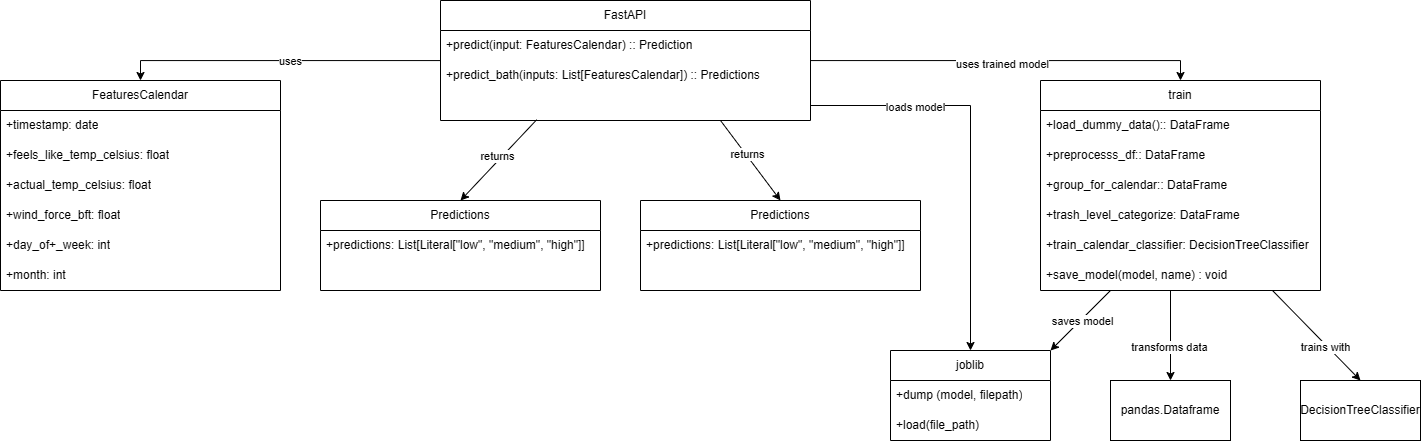 FastAPI
+predict(input: FeaturesCalendar) :: Prediction
+predict_bath(inputs: List[FeaturesCalendar]) :: Predictions
uses
uses trained model
loads model
FeaturesCalendar
+timestamp: date
+feels_like_temp_celsius: float
+actual_temp_celsius: float
+wind_force_bft: float
+day_of+_week: int
+month: int
returns
returns
Predictions
+predictions: List[Literal["low", "medium", "high"]]
Predictions
+predictions: List[Literal["low", "medium", "high"]]
train
+load_dummy_data():: DataFrame
+preprocesss_df:: DataFrame
+group_for_calendar:: DataFrame
+trash_level_categorize: DataFrame
+train_calendar_classifier: DecisionTreeClassifier
+save_model(model, name) : void
saves model
transforms data
trains with
joblib
+dump (model, filepath)
+load(file_path)
pandas.Dataframe
DecisionTreeClassifier